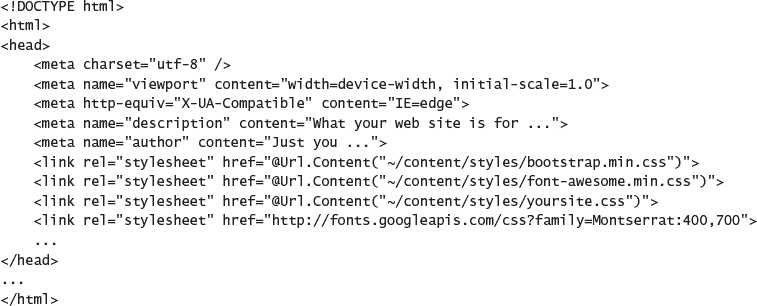 <!DOCTYPE html>
<html>
<head>
    <meta charset="utf-8" />
    <meta name="viewport" content="width=device-width, initial-scale=1.0">
    <meta http-equiv="X-UA-Compatible" content="IE=edge">
    <meta name="description" content="What your web site is for ...">
    <meta name="author" content="Just you ...">
    <link rel="stylesheet" href="@Url.Content("~/content/styles/bootstrap.min.css")">
    <link rel="stylesheet" href="@Url.Content("~/content/styles/font-awesome.min.css")">
    <link rel="stylesheet" href="@Url.Content("~/content/styles/yoursite.css")">
    <link rel="stylesheet" href="http://fonts.googleapis.com/css?family=Montserrat:400,700">
    ...
</head>
...
</html>